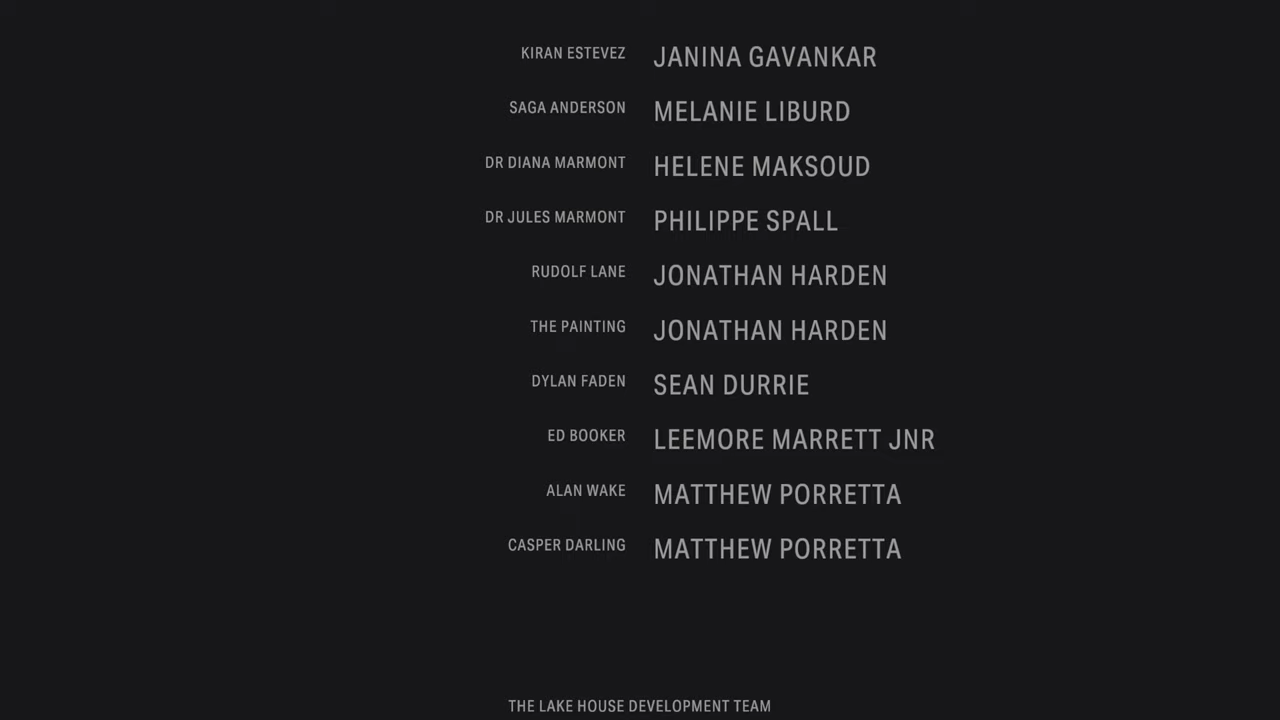 KIRAN ESTEVEZ JANINA GAVANKAR
SAGA ANDERSON MELANIE LIBURD
DR DIANA MARMONT HELENE MAKSOUD
DR JULES MARMONT PHILIPPE SPALL
RUDOLF LANE JONATHAN HARDEN
THE PAINTING JONATHAN HARDEN
DYLAN FADEN SEAN DURRIE
ED BOOKER LEEMORE MARRETT JNR
ALAN WAKE MATTHEW PORRETTA
CASPER DARLING MATTHEW PORRETTA
THE LAKE HOUSE DEVELOPMENT TEAM